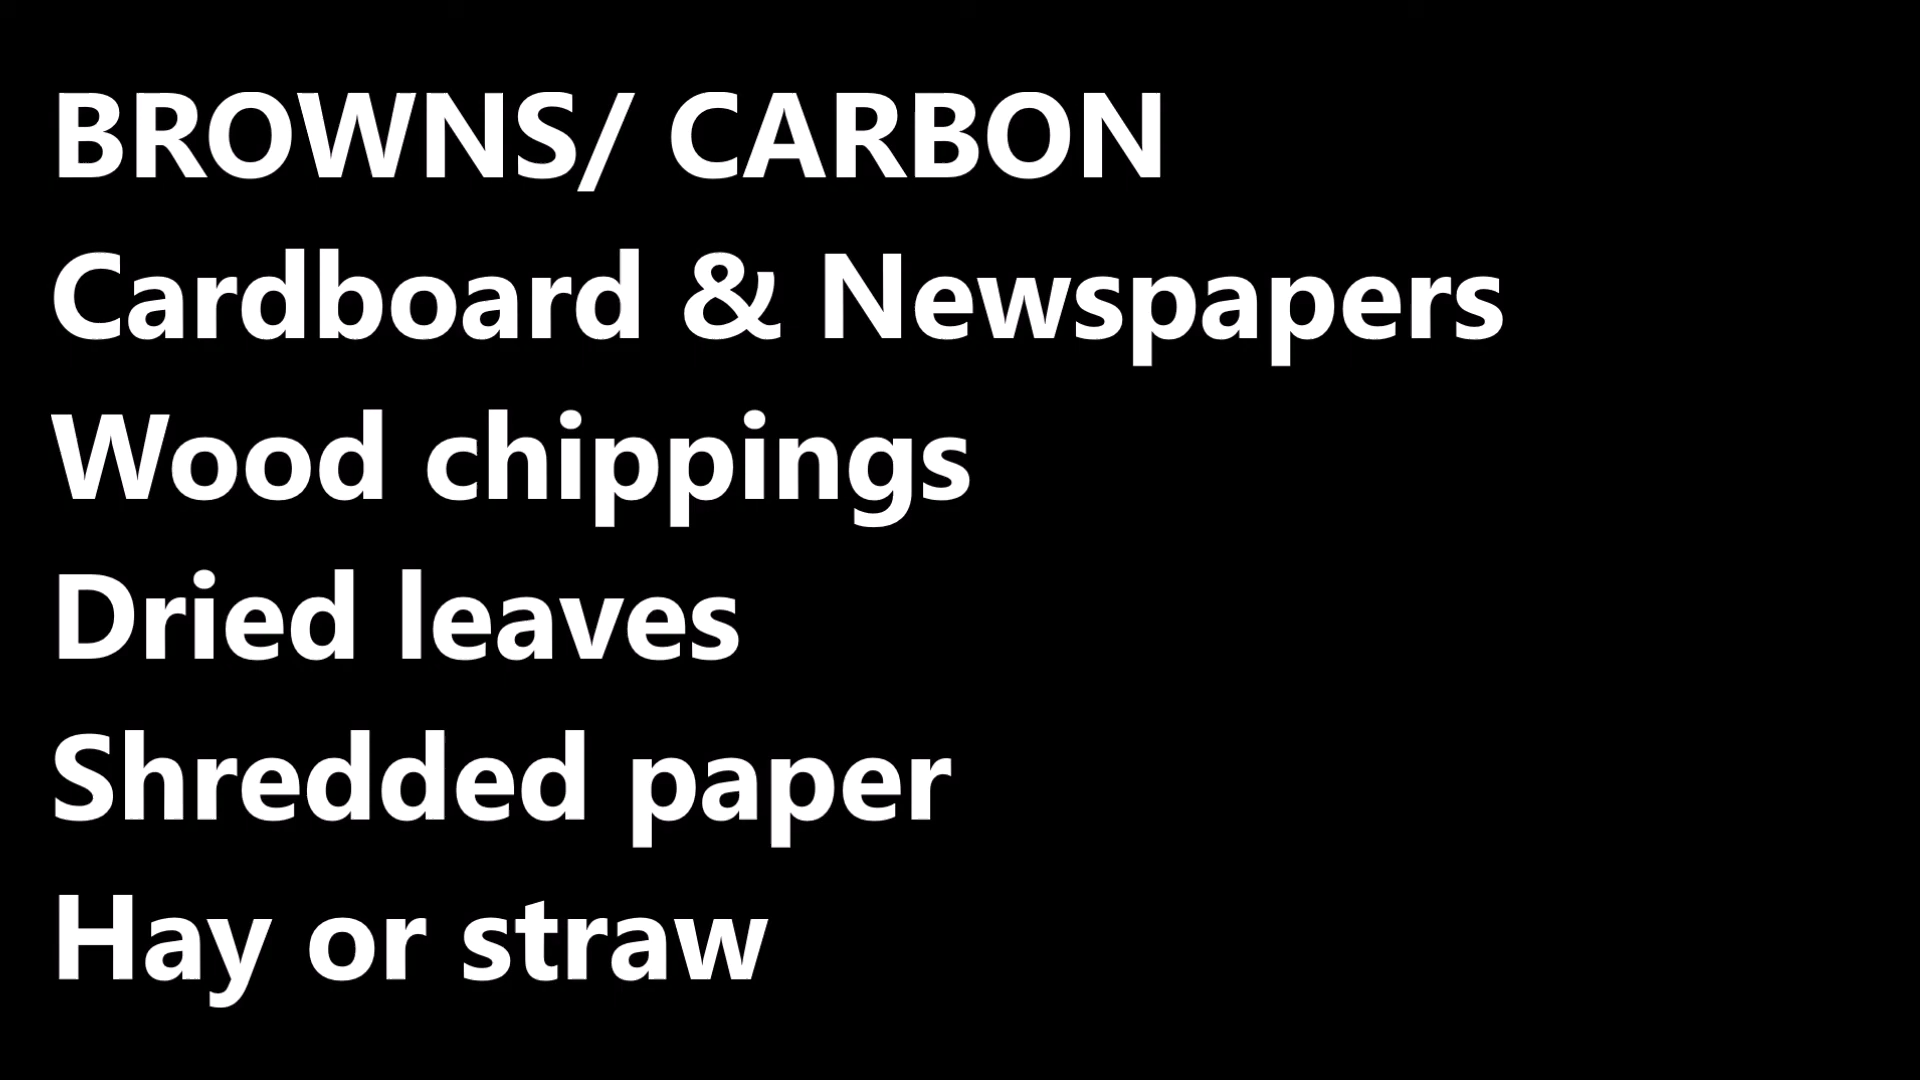 BROWNS/ CARBON
Cardboard & Newspapers
Wood chippings
Dried leaves
Shredded paper
Hay or straw